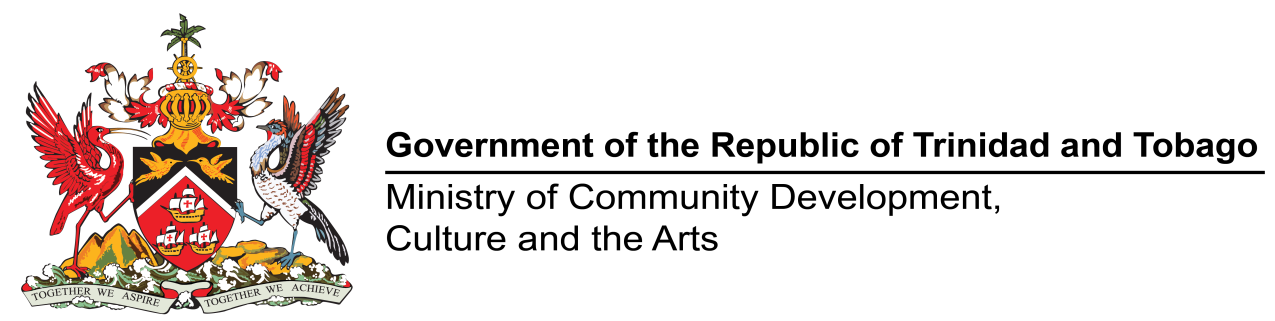 Government of the Republic of Trinidad and Tobago
Ministry of Community Development,
Culture and the Arts
TOGETHER WE ASPIRE TOGETHER WE ACHIEVE